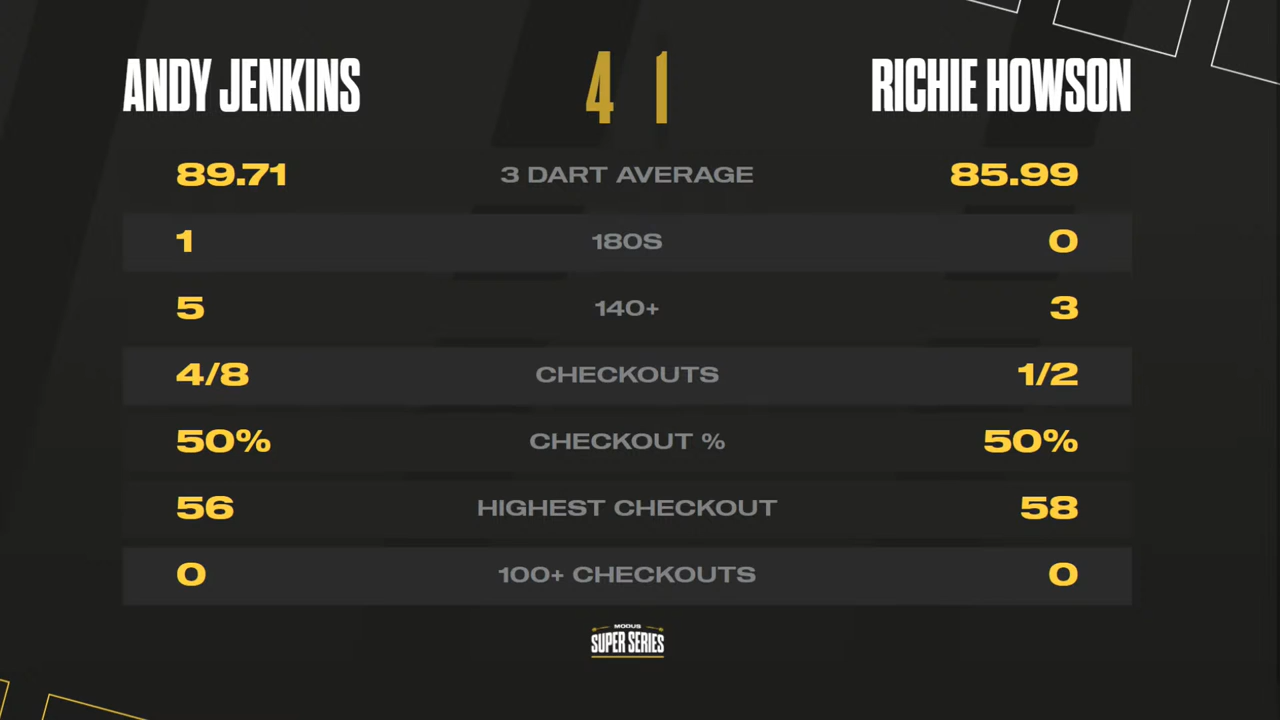 ANDY JENKINS 4 1 RICHIE HOWSON
89.71 3 DART AVERAGE 85.99
1 180S 0
5 140+ 3
4/8 CHECKOUTS 1/2
50% CHECKOUT % 50%
56 HIGHEST CHECKOUT 58
0 100+ CHECKOUTS 0
MODUS
SUPER SERIES